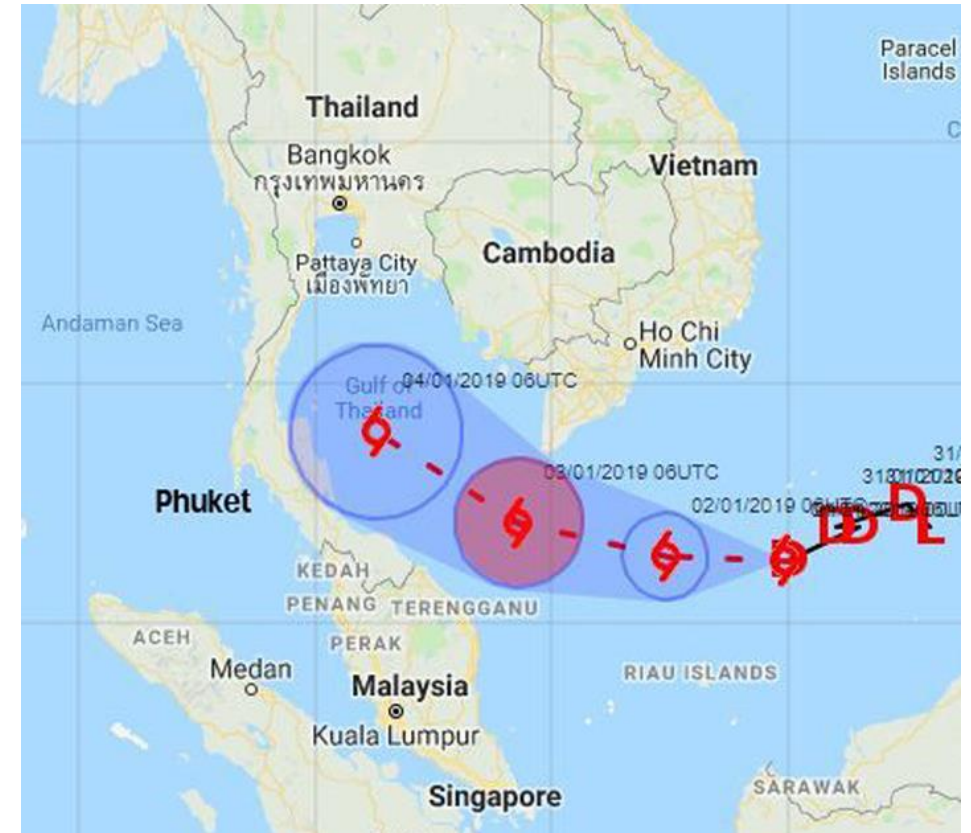 Paracel
Islands
Thailand
Bangkok
กรุงเทพมหานคร
Vietnam
Pattaya City
เมืองพัทยา
Cambodia
Andaman Sea
Ho Chi
Minh City
04/01/2019 06UTC
Gulf of
Thailand
03/01/2019 06UTC
31/
Phuket
02/01/2019 06UTC
D
D
D
L
KEDAH
PENANG
TERENGGANU
ACEH
PERAK
Medan
RIAU ISLANDS
Malaysia
Kuala Lumpur
SARAWAK
Singapore